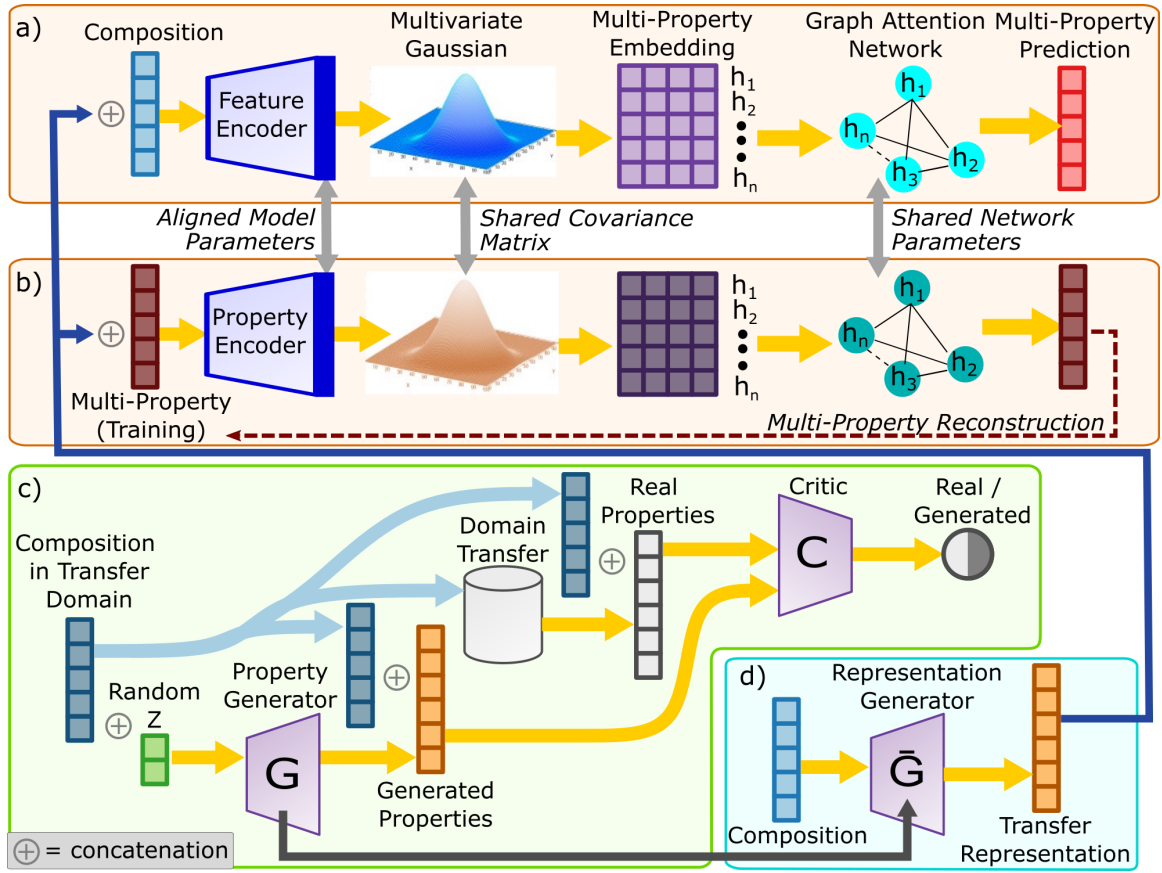 a)
Composition
Multivariate
Gaussian
Multi-Property
Embedding
Graph Attention
Network
Multi-Property
Prediction
Feature
Encoder
h1
h2
hn
h1
hn
h2
h3
Aligned Model
Parameters
Shared Covariance
Matrix
Shared Network
Parameters
b)
Property
Encoder
h1
h2
hn
h1
hn
h2
h3
Multi-Property
(Training)
Multi-Property Reconstruction
c)
Composition
in Transfer
Domain
Domain
Transfer
Real
Properties
Critic
C
Real /
Generated
Random
Z
Property
Generator
G
Generated
Properties
⊕ = concatenation
d)
Representation
Generator
Ḡ
Composition
Transfer
Representation